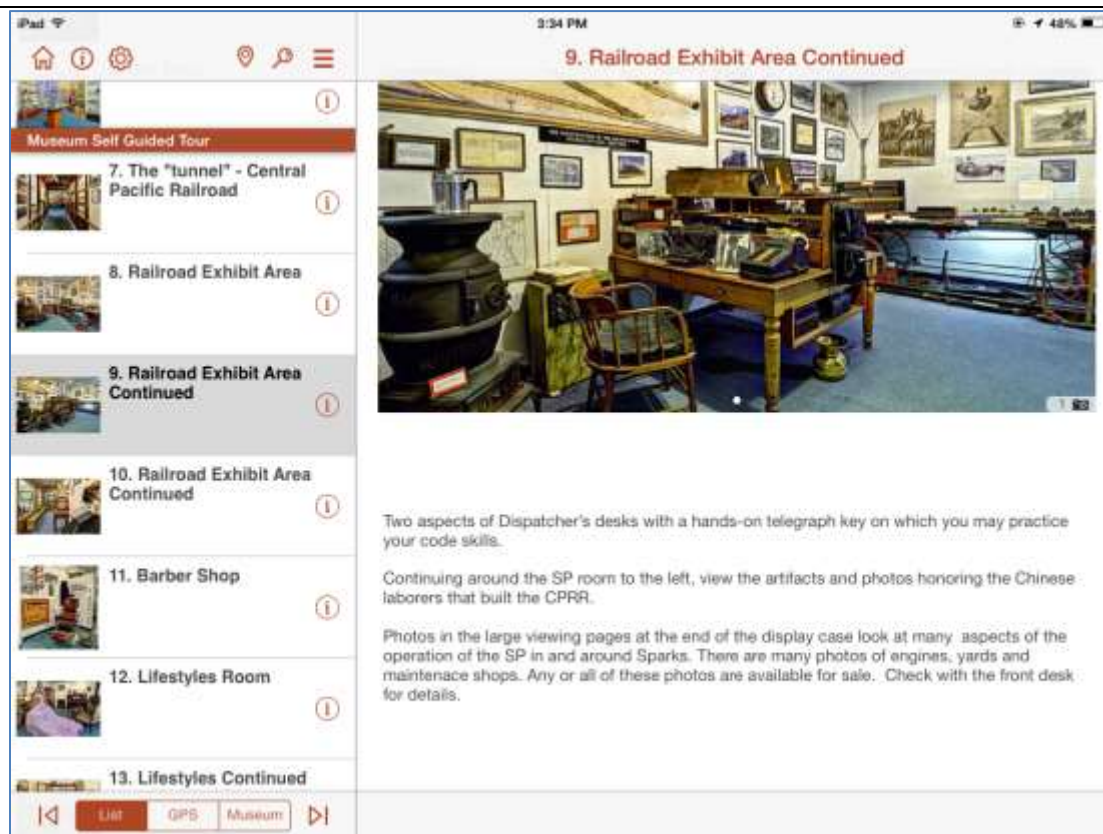 iPad
3:34 PM
48%
9. Railroad Exhibit Area Continued
Museum Self Guided Tour
7. The "tunnel" - Central
Pacific Railroad
8. Railroad Exhibit Area
9. Railroad Exhibit Area
Continued
10. Railroad Exhibit Area
Continued
11. Barber Shop
12. Lifestyles Room
13. Lifestyles Continued
List
GPS
Museum
1
Two aspects of Dispatcher's desks with a hands-on telegraph key on which you may practice
your code skills.
Continuing around the SP room to the left, view the artifacts and photos honoring the Chinese
laborers that built the CPRR.
Photos in the large viewing pages at the end of the display case look at many aspects of the
operation of the SP in and around Sparks. There are many photos of engines, yards and
maintenace shops. Any or all of these photos are available for sale. Check with the front desk
for details.